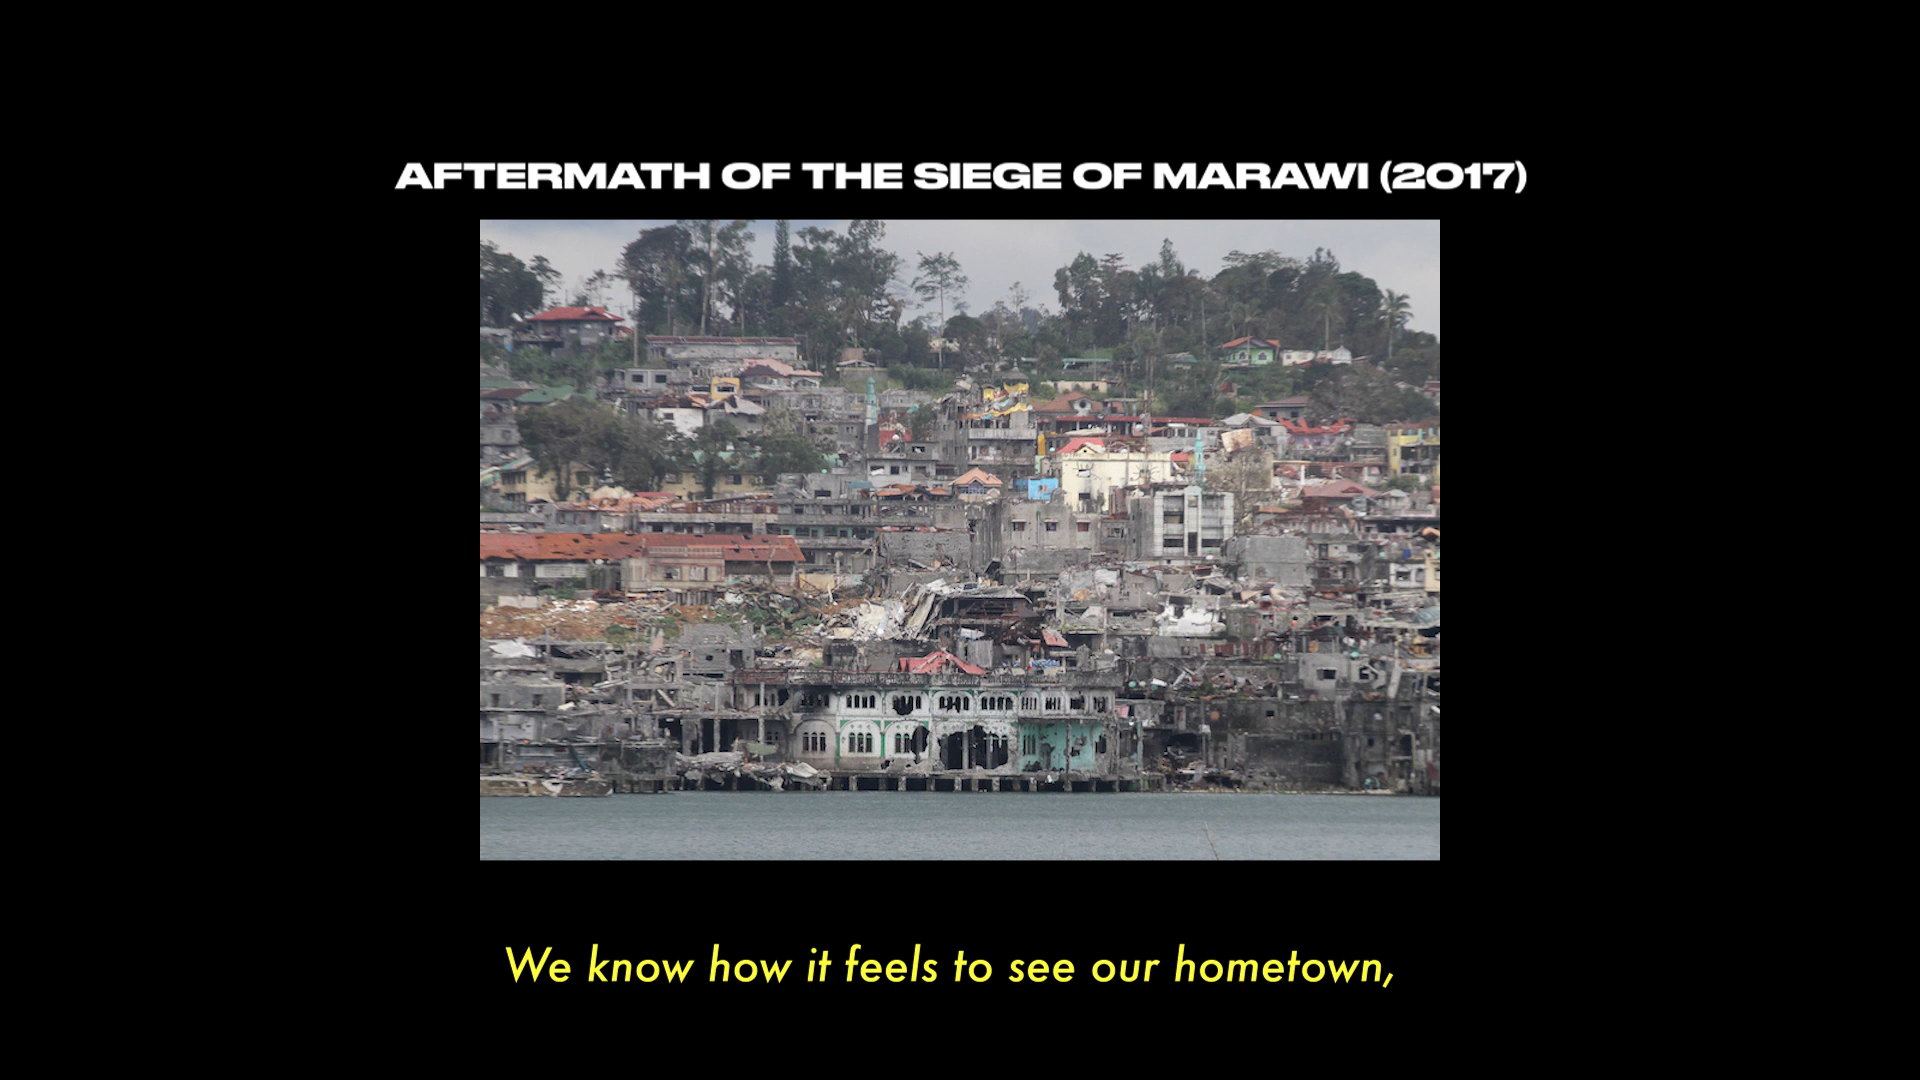 AFTERMATH OF THE SIEGE OF MARAWI (2017)
We know how it feels to see our hometown,